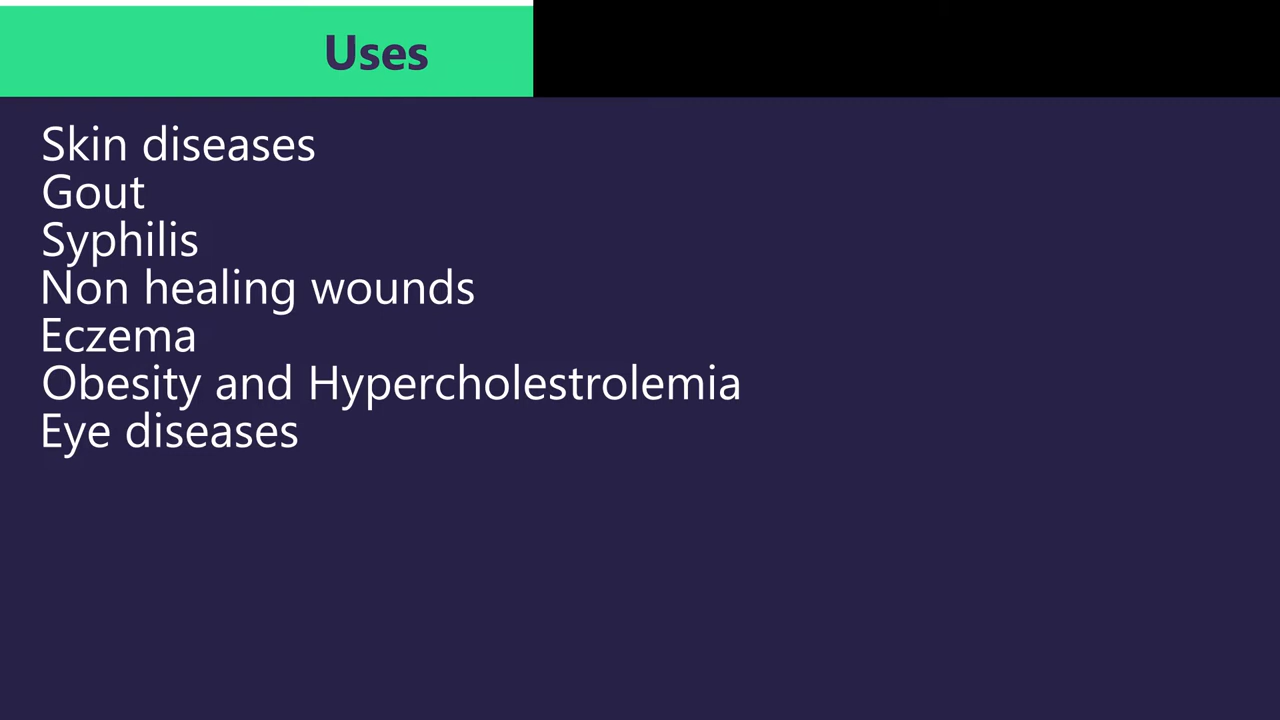 Uses
Skin diseases
Gout
Syphilis
Non healing wounds
Eczema
Obesity and Hypercholestrolemia
Eye diseases